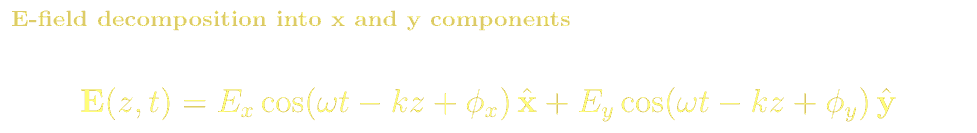 E-field decomposition into x and y components
E(z, t) = E_x cos(ωt − kz + ϕ_x) x̂ + E_y cos(ωt − kz + ϕ_y) ŷ